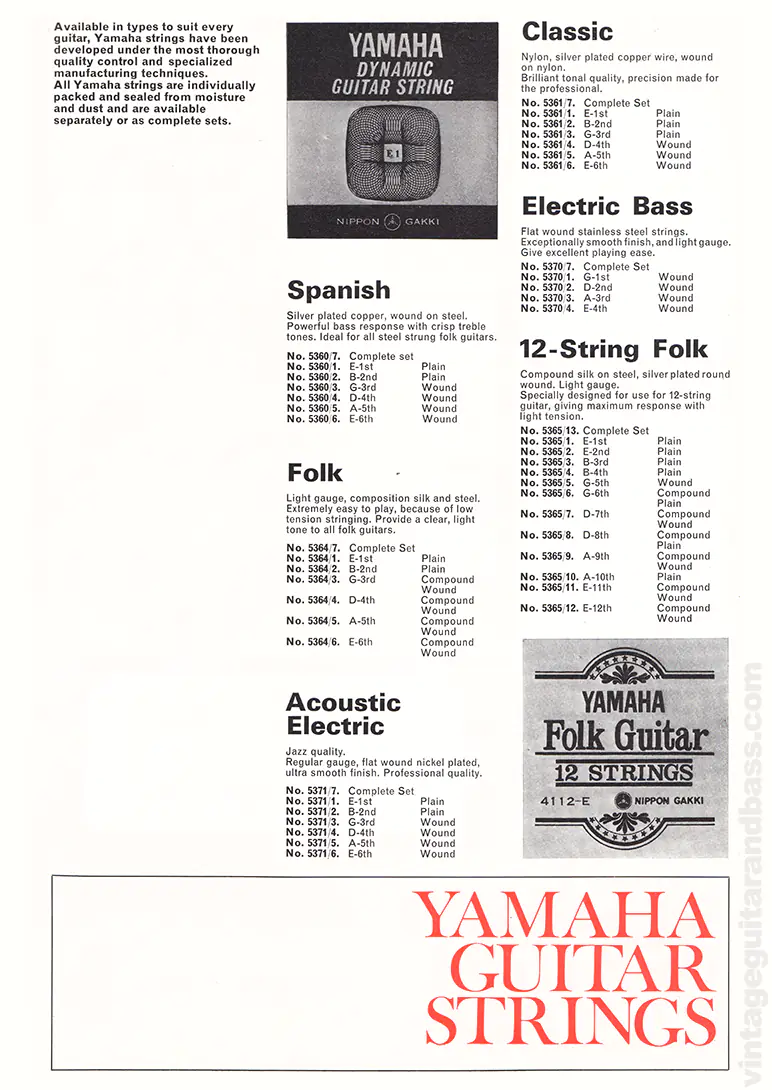 Available in types to suit every
guitar, Yamaha strings have been
developed under the most thorough
quality control and specialized
manufacturing techniques.
All Yamaha strings are individually
packed and sealed from moisture
and dust and are available
separately or as complete sets.
YAMAHA
DYNAMIC
GUITAR STRING
E.1
NIPPON GAKKI
Spanish
Silver plated copper, wound on steel.
Powerful bass response with crisp treble
tones. Ideal for all steel strung folk guitars.
No. 5360/7. Complete set
No. 5360/1. E-1st Plain
No. 5360/2. B-2nd Plain
No. 5360/3. G-3rd Wound
No. 5360/4. D-4th Wound
No. 5360/5. A-5th Wound
No. 5360/6. E-6th Wound
Folk
Light gauge, composition silk and steel.
Extremely easy to play, because of low
tension stringing. Provide a clear, light
tone to all folk guitars.
No. 5364/7. Complete Set
No. 5364/1. E-1st Plain
No. 5364/2. B-2nd Plain
No. 5364/3. G-3rd Compound
Wound
No. 5364/4. D-4th Compound
Wound
No. 5364/5. A-5th Compound
Wound
No. 5364/6. E-6th Compound
Wound
Acoustic
Electric
Jazz quality.
Regular gauge, flat wound nickel plated,
ultra smooth finish. Professional quality.
No. 5371/7. Complete Set
No. 5371/1. E-1st Plain
No. 5371/2. B-2nd Plain
No. 5371/3. G-3rd Wound
No. 5371/4. D-4th Wound
No. 5371/5. A-5th Wound
No. 5371/6. E-6th Wound
Classic
Nylon, silver plated copper wire, wound
on nylon.
Brilliant tonal quality, precision made for
the professional.
No. 5361/7. Complete Set
No. 5361/1. E-1st Plain
No. 5361/2. B-2nd Plain
No. 5361/3. G-3rd Plain
No. 5361/4. D-4th Wound
No. 5361/5. A-5th Wound
No. 5361/6. E-6th Wound
Electric Bass
Flat wound stainless steel strings.
Exceptionally smooth finish, and light gauge.
Give excellent playing ease.
No. 5370/7. Complete Set
No. 5370/1. G-1st Wound
No. 5370/2. D-2nd Wound
No. 5370/3. A-3rd Wound
No. 5370/4. E-4th Wound
12-String Folk
Compound silk on steel, silver plated round
wound. Light gauge.
Specially designed for use for 12-string
guitar, giving maximum response with
light tension.
No. 5365/13. Complete Set
No. 5365/1. E-1st Plain
No. 5365/2. E-2nd Plain
No. 5365/3. B-3rd Plain
No. 5365/4. B-4th Plain
No. 5365/5. G-5th Wound
No. 5365/6. G-6th Compound
Plain
No. 5365/7. D-7th Compound
Wound
No. 5365/8. D-8th Compound
Plain
No. 5365/9. A-9th Compound
Wound
No. 5365/10. A-10th Plain
No. 5365/11. E-11th Compound
Wound
No. 5365/12. E-12th Compound
Wound
YAMAHA
Folk Guitar
12 STRINGS
4112-E NIPPON GAKKI
YAMAHA
GUITAR
STRINGS
vintageguitarandbass.com